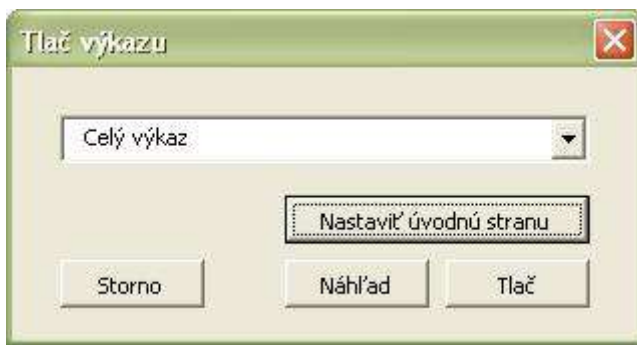 Tlač výkazu
Celý výkaz
Nastaviť úvodnú stranu
Storno Náhľad Tlač